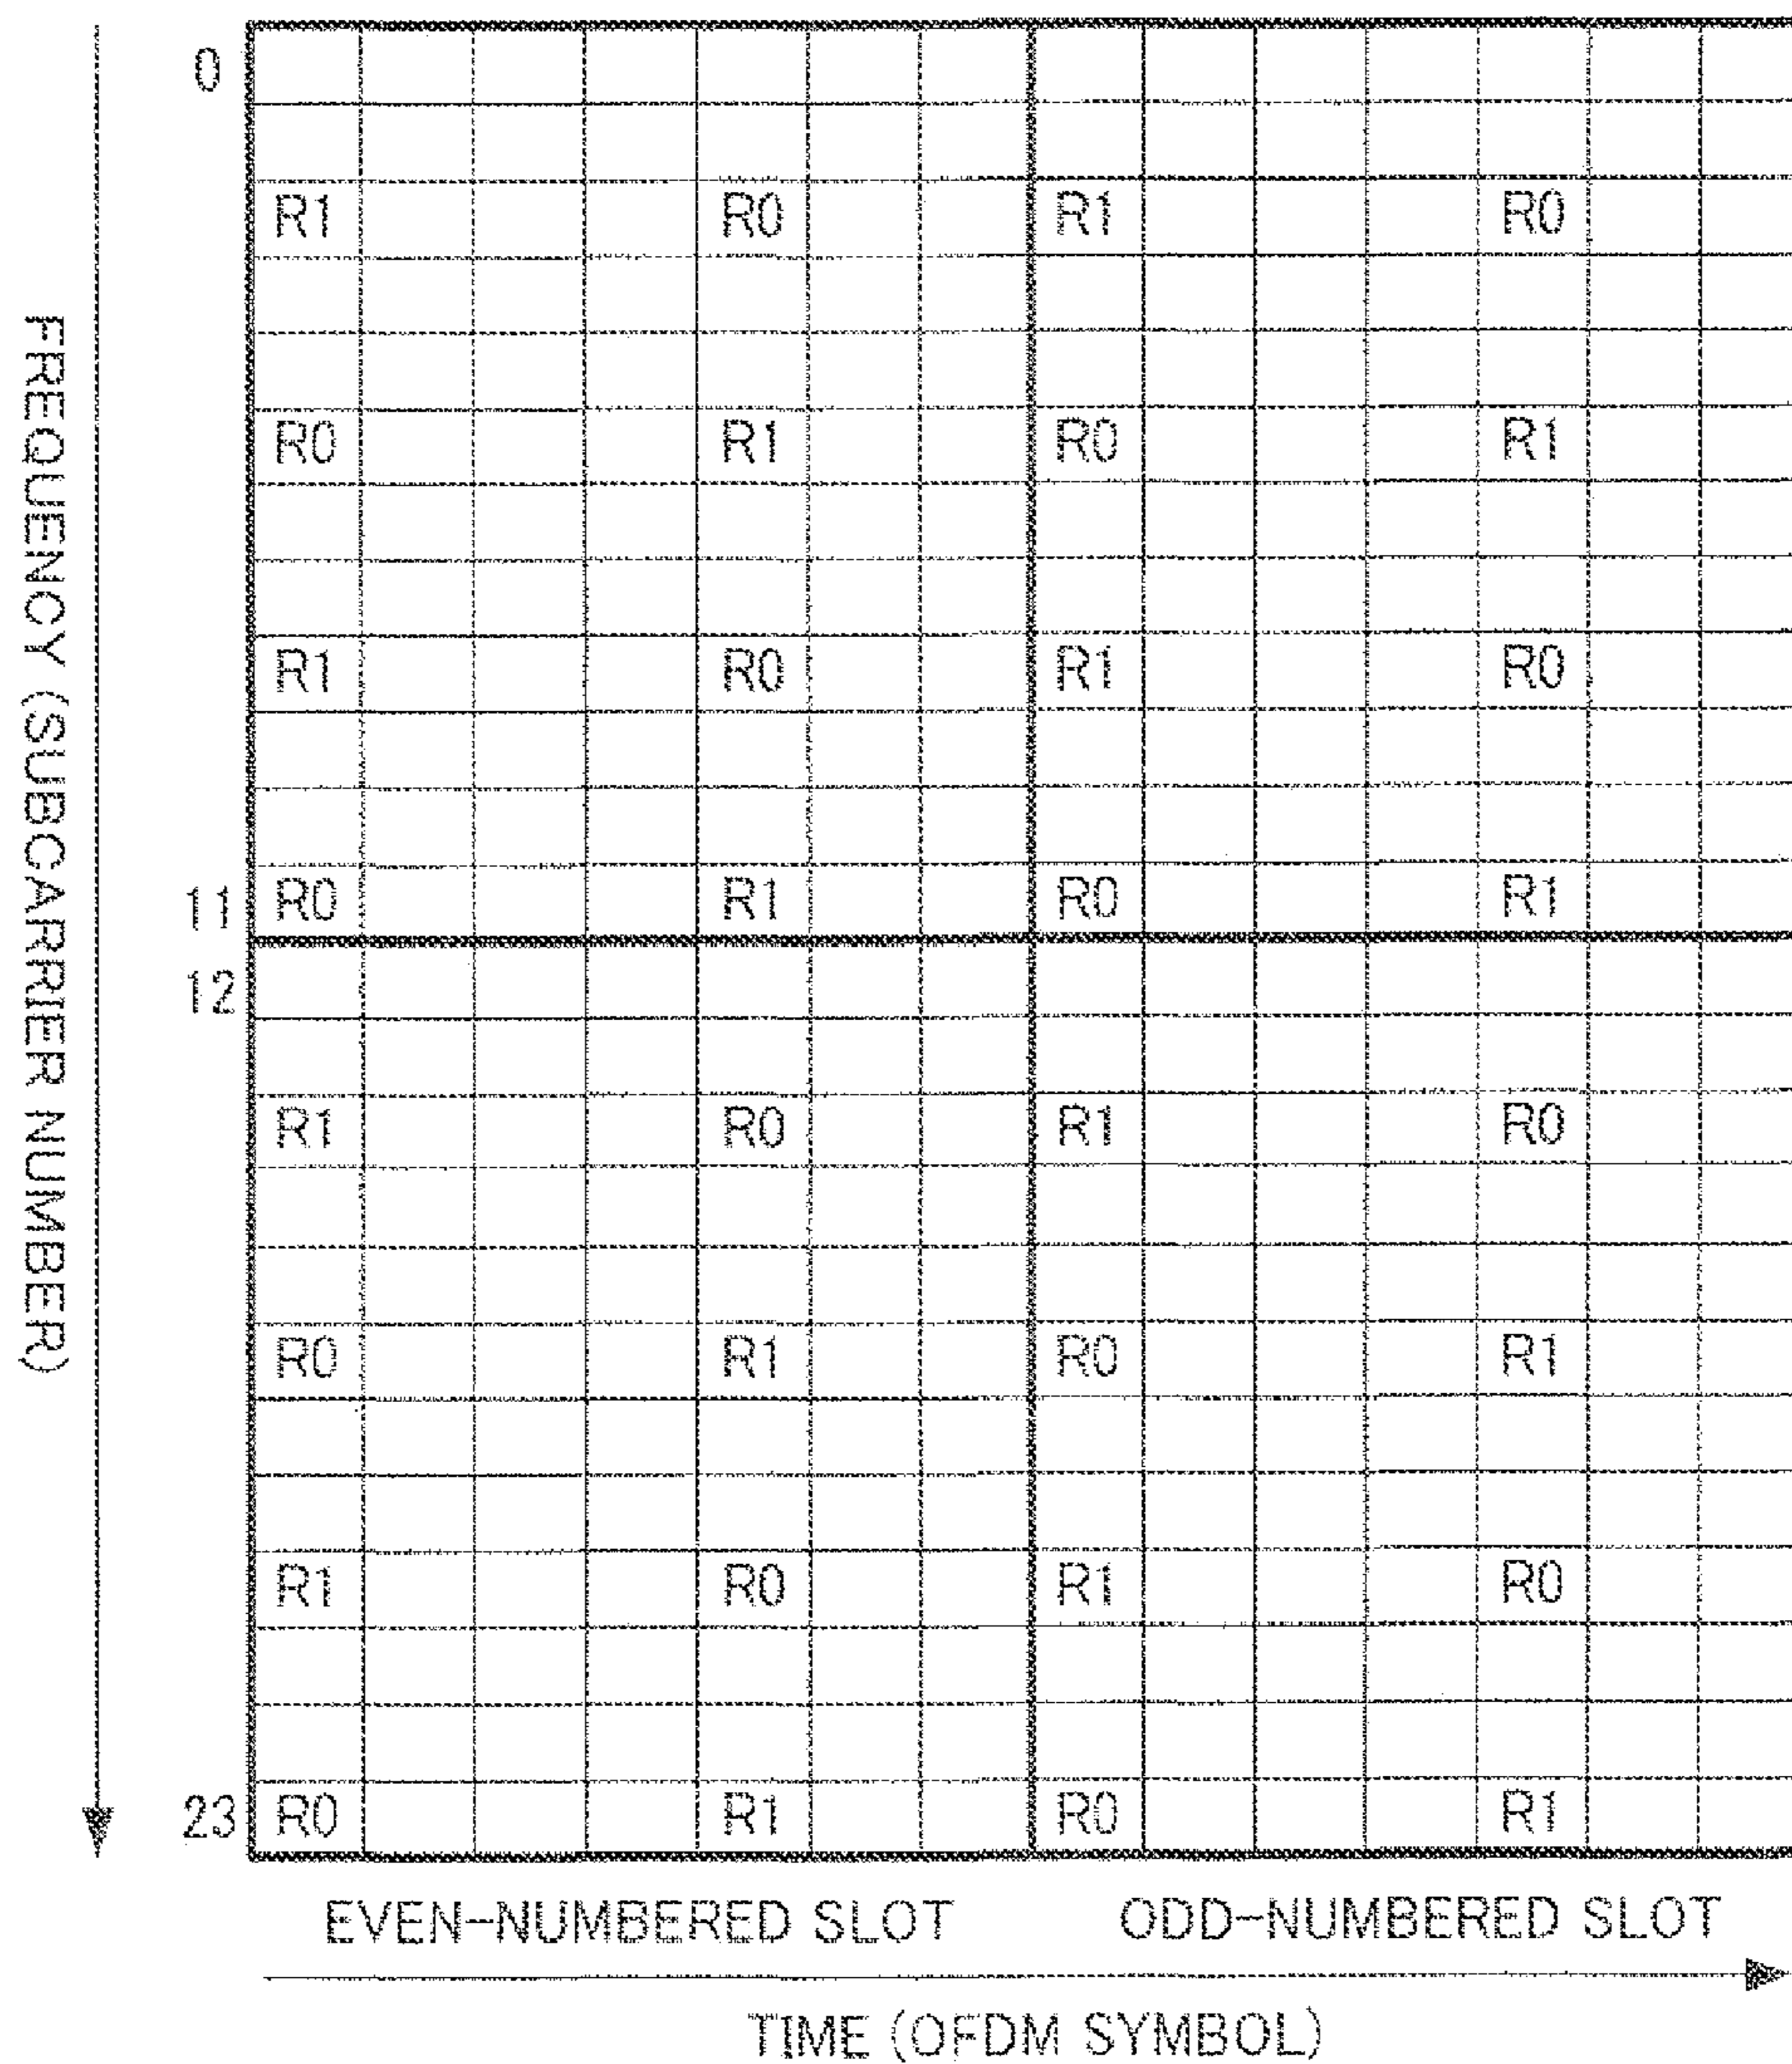 0
R1 R0 R1 R0
R0 R1 R0 R1
R1 R0 R1 R0
11 R0 R1 R0 R1
12
R1 R0 R1 R0
R0 R1 R0 R1
R1 R0 R1 R0
23 R0 R1 R0 R1
FREQUENCY (SUBCARRIER NUMBER)
EVEN-NUMBERED SLOT ODD-NUMBERED SLOT
TIME (OFDM SYMBOL)